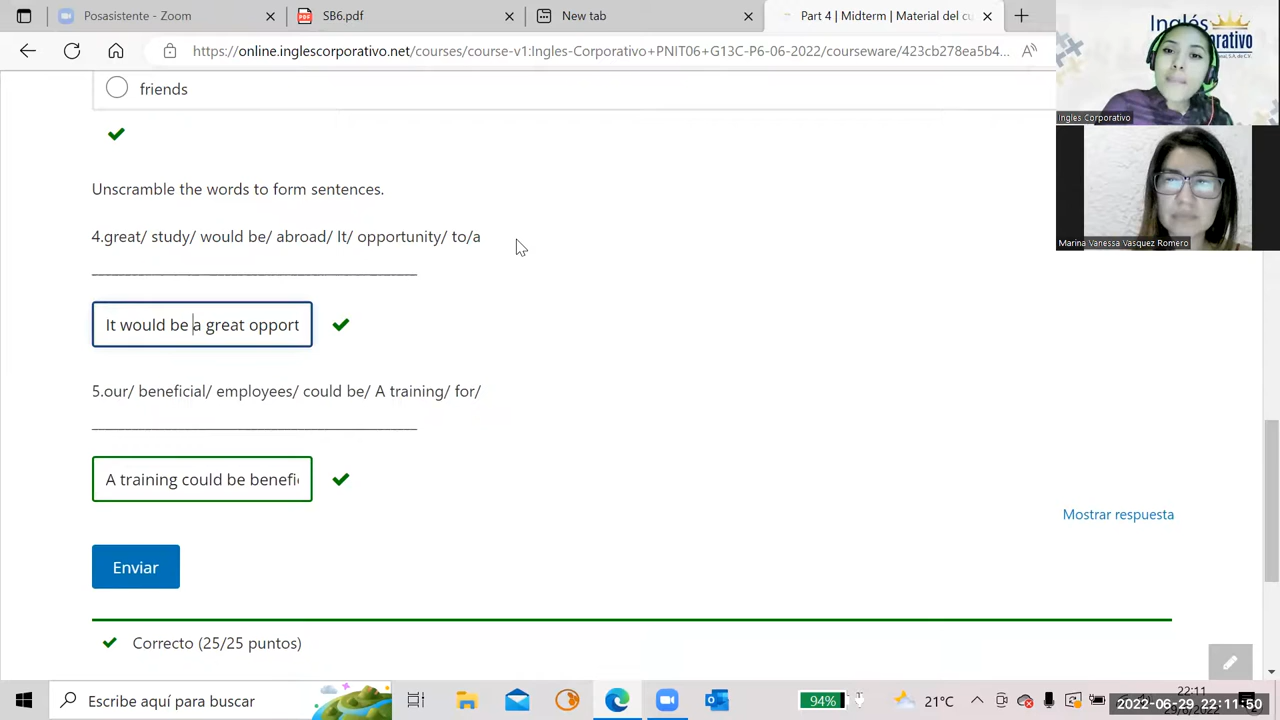 Posasistente - Zoom
SB6.pdf
New tab
Part 4 | Midterm | Material del cu
https://online.inglescorporativo.net/courses/course-v1:Ingles-Corporativo+PNIT06+G13C-P6-06-2022/courseware/423cb278ea5b4...
Inglés
Ingles Corporativo
Marina Vanessa Vasquez Romero
friends
Unscramble the words to form sentences.
4.great/ study/ would be/ abroad/ It/ opportunity/ to/a
It would be a great opport
5.our/ beneficial/ employees/ could be/ A training/ for/
A training could be benefi
Mostrar respuesta
Enviar
Correcto (25/25 puntos)
Escribe aquí para buscar
94%
21°C
22:11
2022-06-29 22:11:50